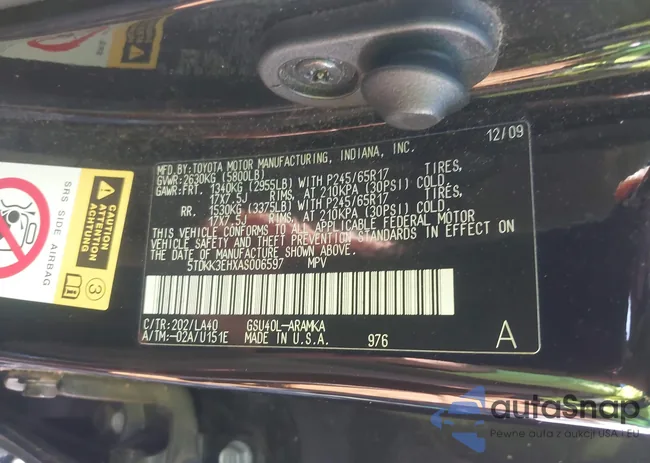 12/09
MFD.BY:TOYOTA MOTOR MANUFACTURING, INDIANA, INC.
GVWR:2630KG (5800LB)
GAWR:FRT. 1340KG (2955LB) WITH P245/65R17 TIRES,
17X7.5J RIMS, AT 210KPA (30PSI) COLD.
RR. 1530KG (3375LB) WITH P245/65R17 TIRES,
17X7.5J RIMS, AT 210KPA (30PSI) COLD.
THIS VEHICLE CONFORMS TO ALL APPLICABLE FEDERAL MOTOR
VEHICLE SAFETY AND THEFT PREVENTION STANDARDS IN EFFECT ON
THE DATE OF MANUFACTURE SHOWN ABOVE.
5TDKK3EHXAS006597 MPV
C/TR:202/LA40 GSU40L-ARAMKA
A/TM:-02A/U151E MADE IN U.S.A. 976 A
SRS SIDE AIRBAG
CAUTION
ATTENTION
3
autoSnap
Pewne auta z aukcji USA i EU